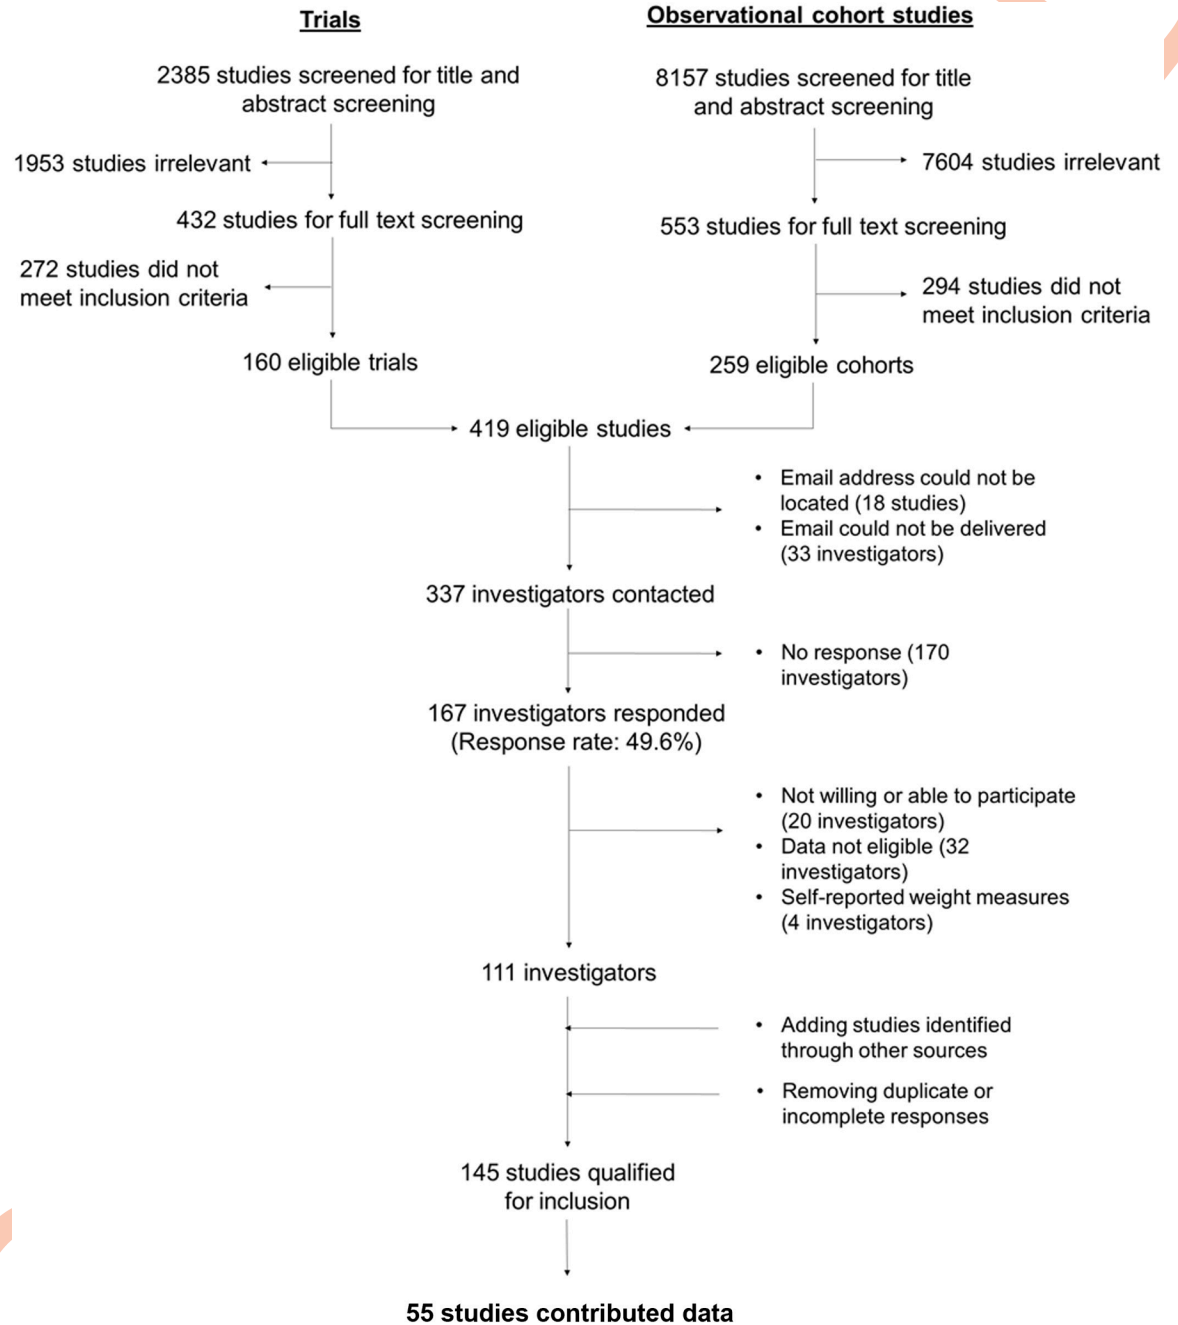 Trials
2385 studies screened for title and
abstract screening
1953 studies irrelevant
432 studies for full text screening
272 studies did not
meet inclusion criteria
160 eligible trials
Observational cohort studies
8157 studies screened for title
and abstract screening
7604 studies irrelevant
553 studies for full text screening
294 studies did not
meet inclusion criteria
259 eligible cohorts
419 eligible studies
• Email address could not be
located (18 studies)
• Email could not be delivered
(33 investigators)
337 investigators contacted
• No response (170
investigators)
167 investigators responded
(Response rate: 49.6%)
• Not willing or able to participate
(20 investigators)
• Data not eligible (32
investigators)
• Self-reported weight measures
(4 investigators)
111 investigators
• Adding studies identified
through other sources
• Removing duplicate or
incomplete responses
145 studies qualified
for inclusion
55 studies contributed data